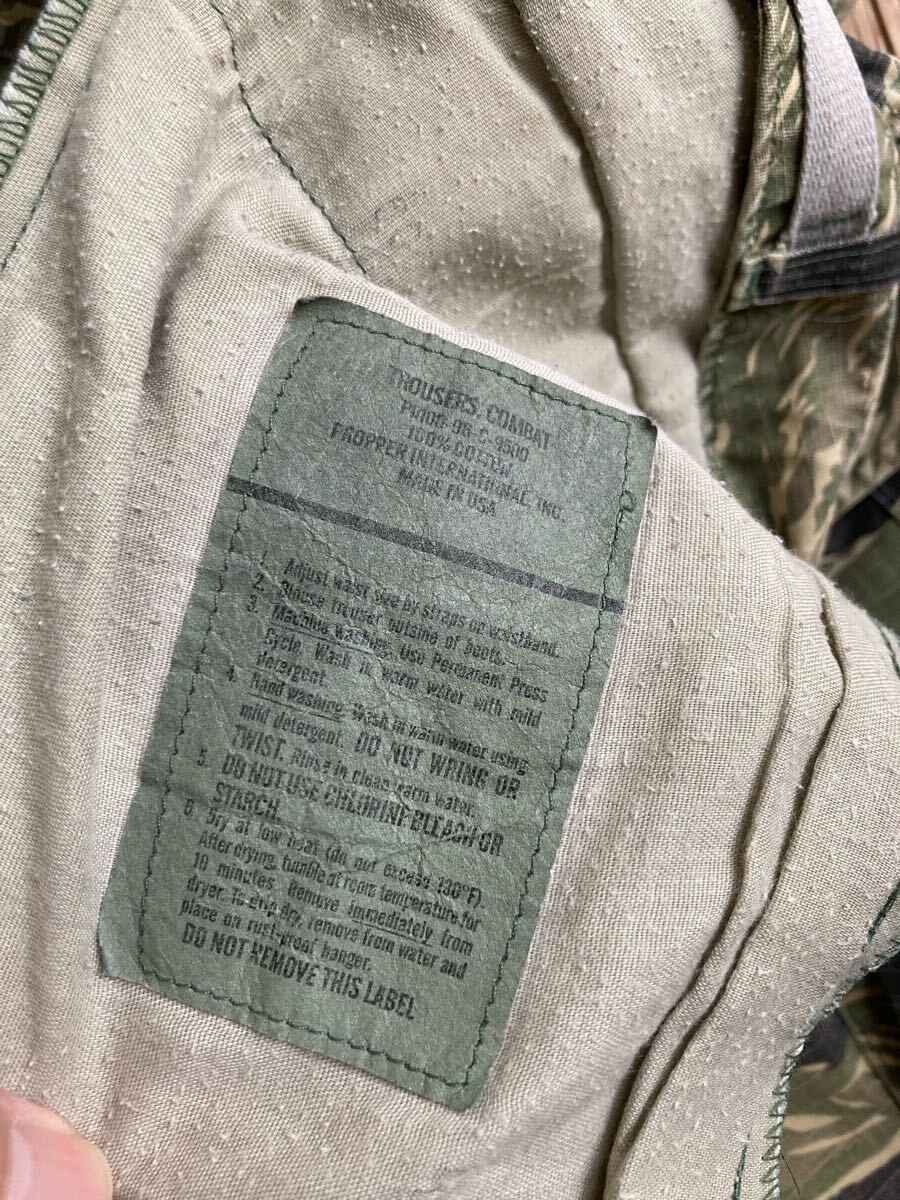 TROUSERS, COMBAT
P1000-95-C-3500
100% COTTON
PROPPER INTERNATIONAL, INC.
MADE IN USA
Adjust waist size by straps on waistband.
2. Blouse trouser outside of boots.
3. Machine washing. Use Permanent Press
Cycle. Wash in warm water with mild
detergent.
4. Hand washing. Wash in warm water using
mild detergent. DO NOT WRING OR
TWIST. Rinse in clean warm water.
5. DO NOT USE CHLORINE BLEACH OR
STARCH.
6. Dry at low heat (do not excess 130°F).
After drying, tumble at room temperature for
10 minutes. Remove immediately from
dryer. To drip dry, remove from water and
place on rust-proof hanger.
DO NOT REMOVE THIS LABEL